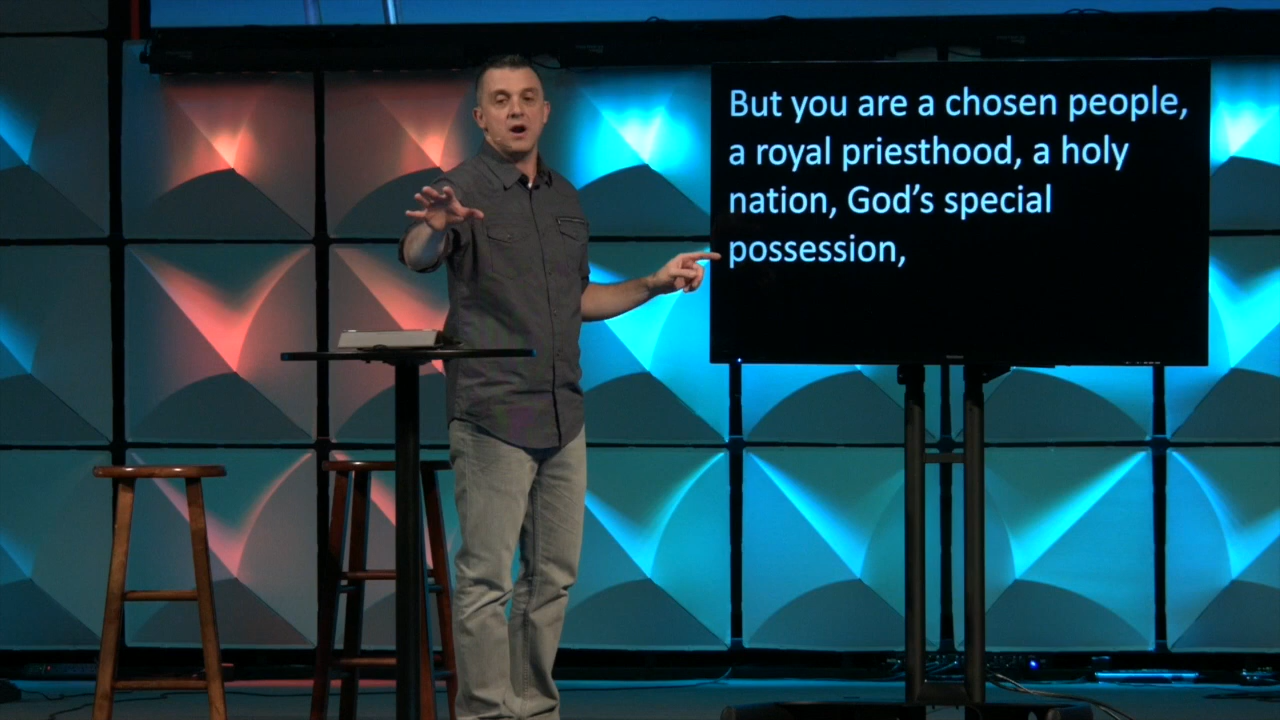 But you are a chosen people,
a royal priesthood, a holy
nation, God’s special
possession,